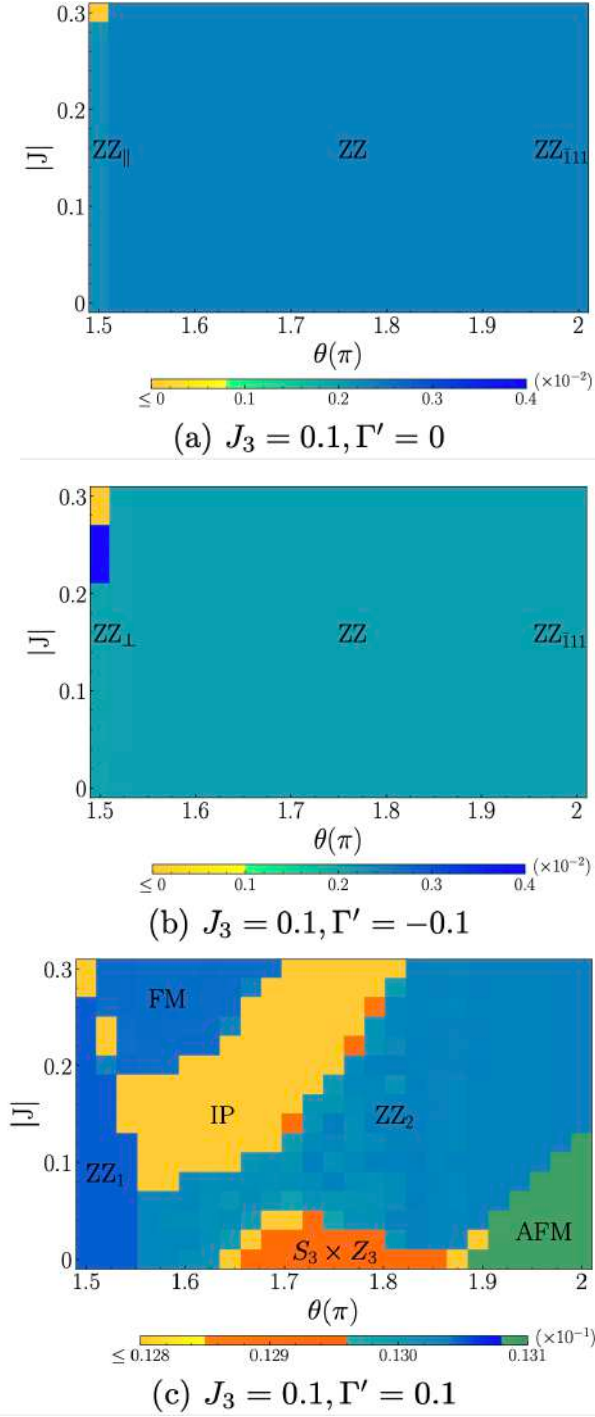 0.3
0.2
0.1
0
|J|
ZZ∥ ZZ ZZ1̄11
1.5 1.6 1.7 1.8 1.9 2
θ(π)
(×10⁻²)
≤ 0 0.1 0.2 0.3 0.4
(a) J₃ = 0.1, Γ′ = 0
0.3
0.2
0.1
0
|J|
ZZ⊥ ZZ ZZ1̄11
1.5 1.6 1.7 1.8 1.9 2
θ(π)
(×10⁻²)
≤ 0 0.1 0.2 0.3 0.4
(b) J₃ = 0.1, Γ′ = −0.1
0.3
FM
0.2
|J|
IP ZZ₂
0.1
ZZ₁
AFM
S₃ × Z₃
0
1.5 1.6 1.7 1.8 1.9 2
θ(π)
(×10⁻¹)
≤ 0.128 0.129 0.130 0.131
(c) J₃ = 0.1, Γ′ = 0.1